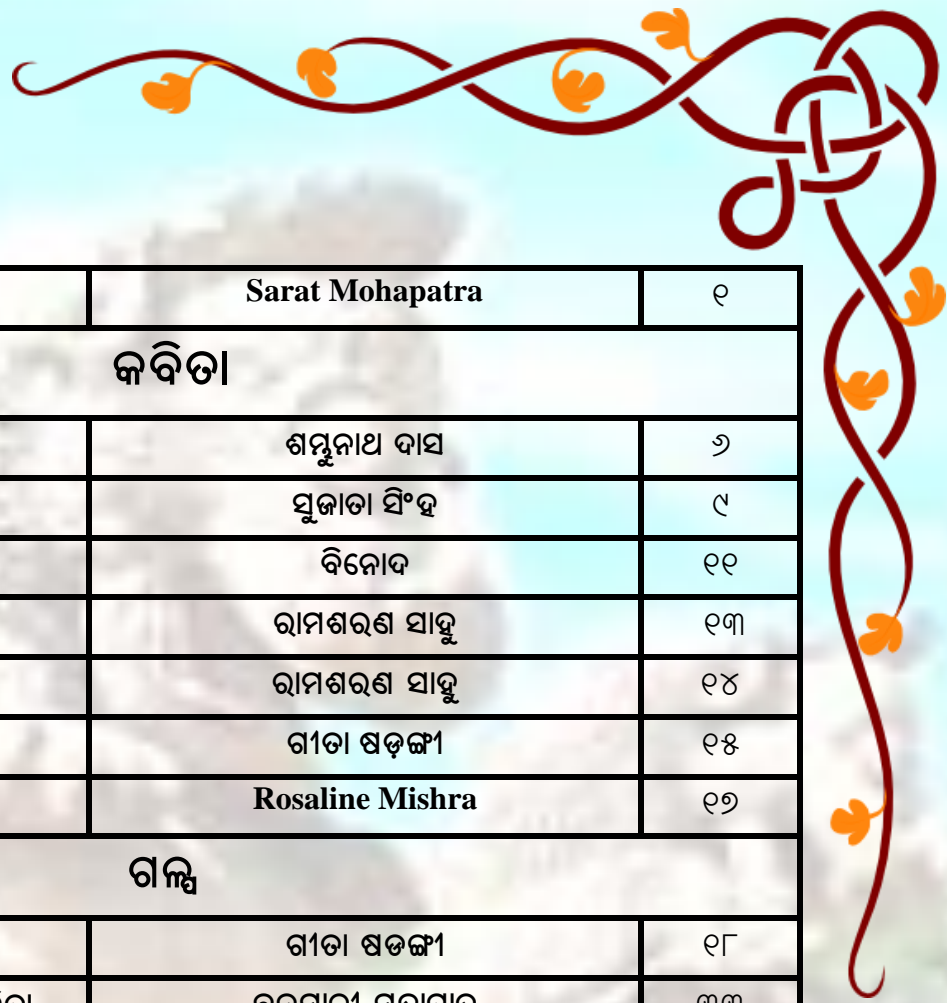 Sarat Mohapatra ୧
କବିତା
ଶମ୍ଭୁନାଥ ଦାସ ୬
ସୁଜାତା ସିଂହ ୯
ବିନୋଦ ୧୧
ରାମଶରଣ ସାହୁ ୧୩
ରାମଶରଣ ସାହୁ ୧୪
ଗୀତା ଷଡ଼ଙ୍ଗୀ ୧୫
Rosaline Mishra ୧୭
ଗଳ୍ପ
ଗୀତା ଷଡଙ୍ଗୀ ୧୮